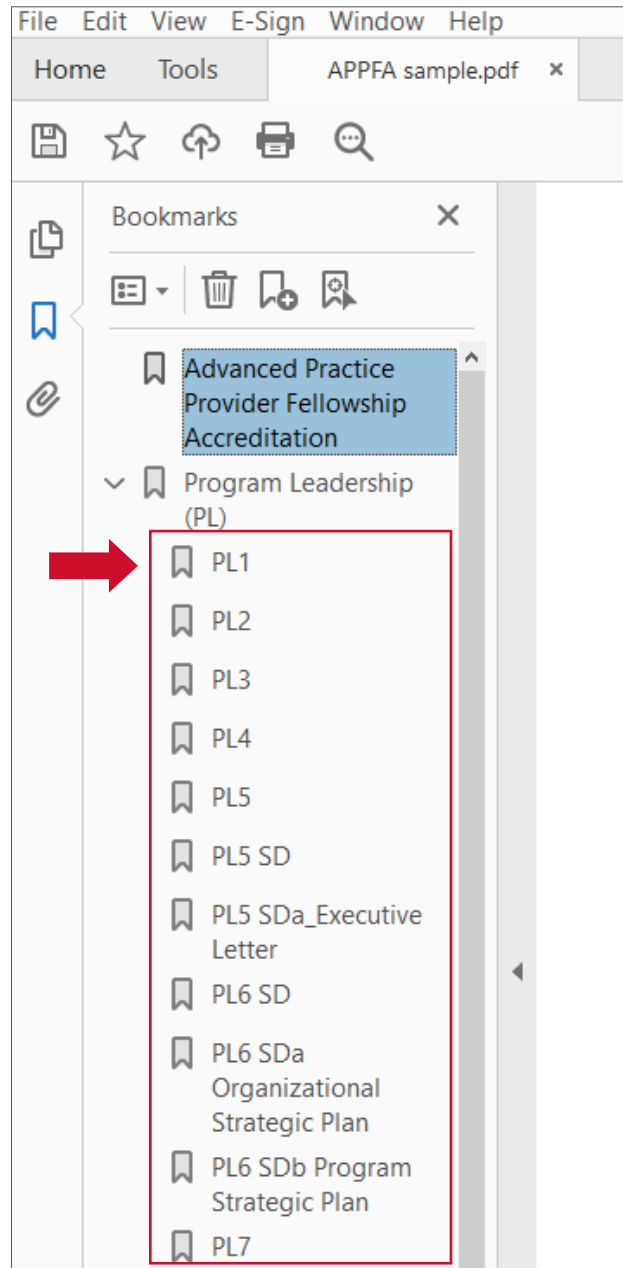 File Edit View E-Sign Window Help
Home Tools APPFA sample.pdf ×
Bookmarks
Advanced Practice
Provider Fellowship
Accreditation
Program Leadership
(PL)
PL1
PL2
PL3
PL4
PL5
PL5 SD
PL5 SDa_Executive
Letter
PL6 SD
PL6 SDa
Organizational
Strategic Plan
PL6 SDb Program
Strategic Plan
PL7